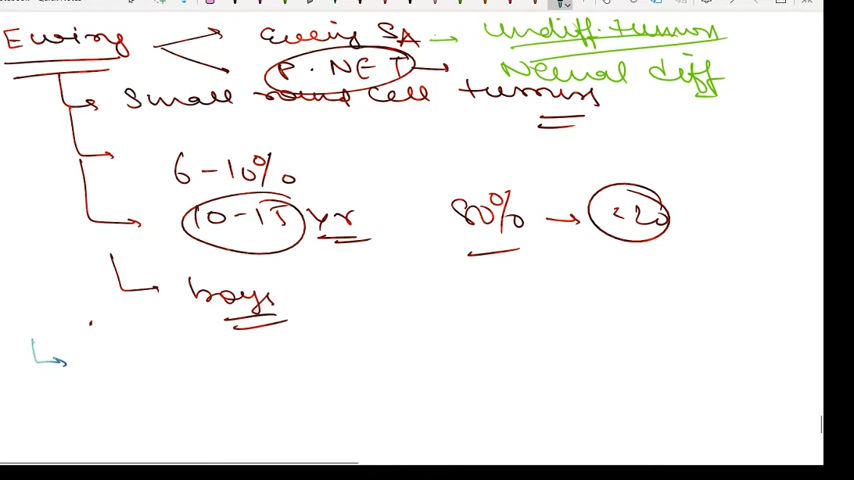 Ewing Ewing SA → Undiff. tumors
P. NET → Neural diff
Small round cell tumors
6-10%
10-15 yr 80% → <20
boys